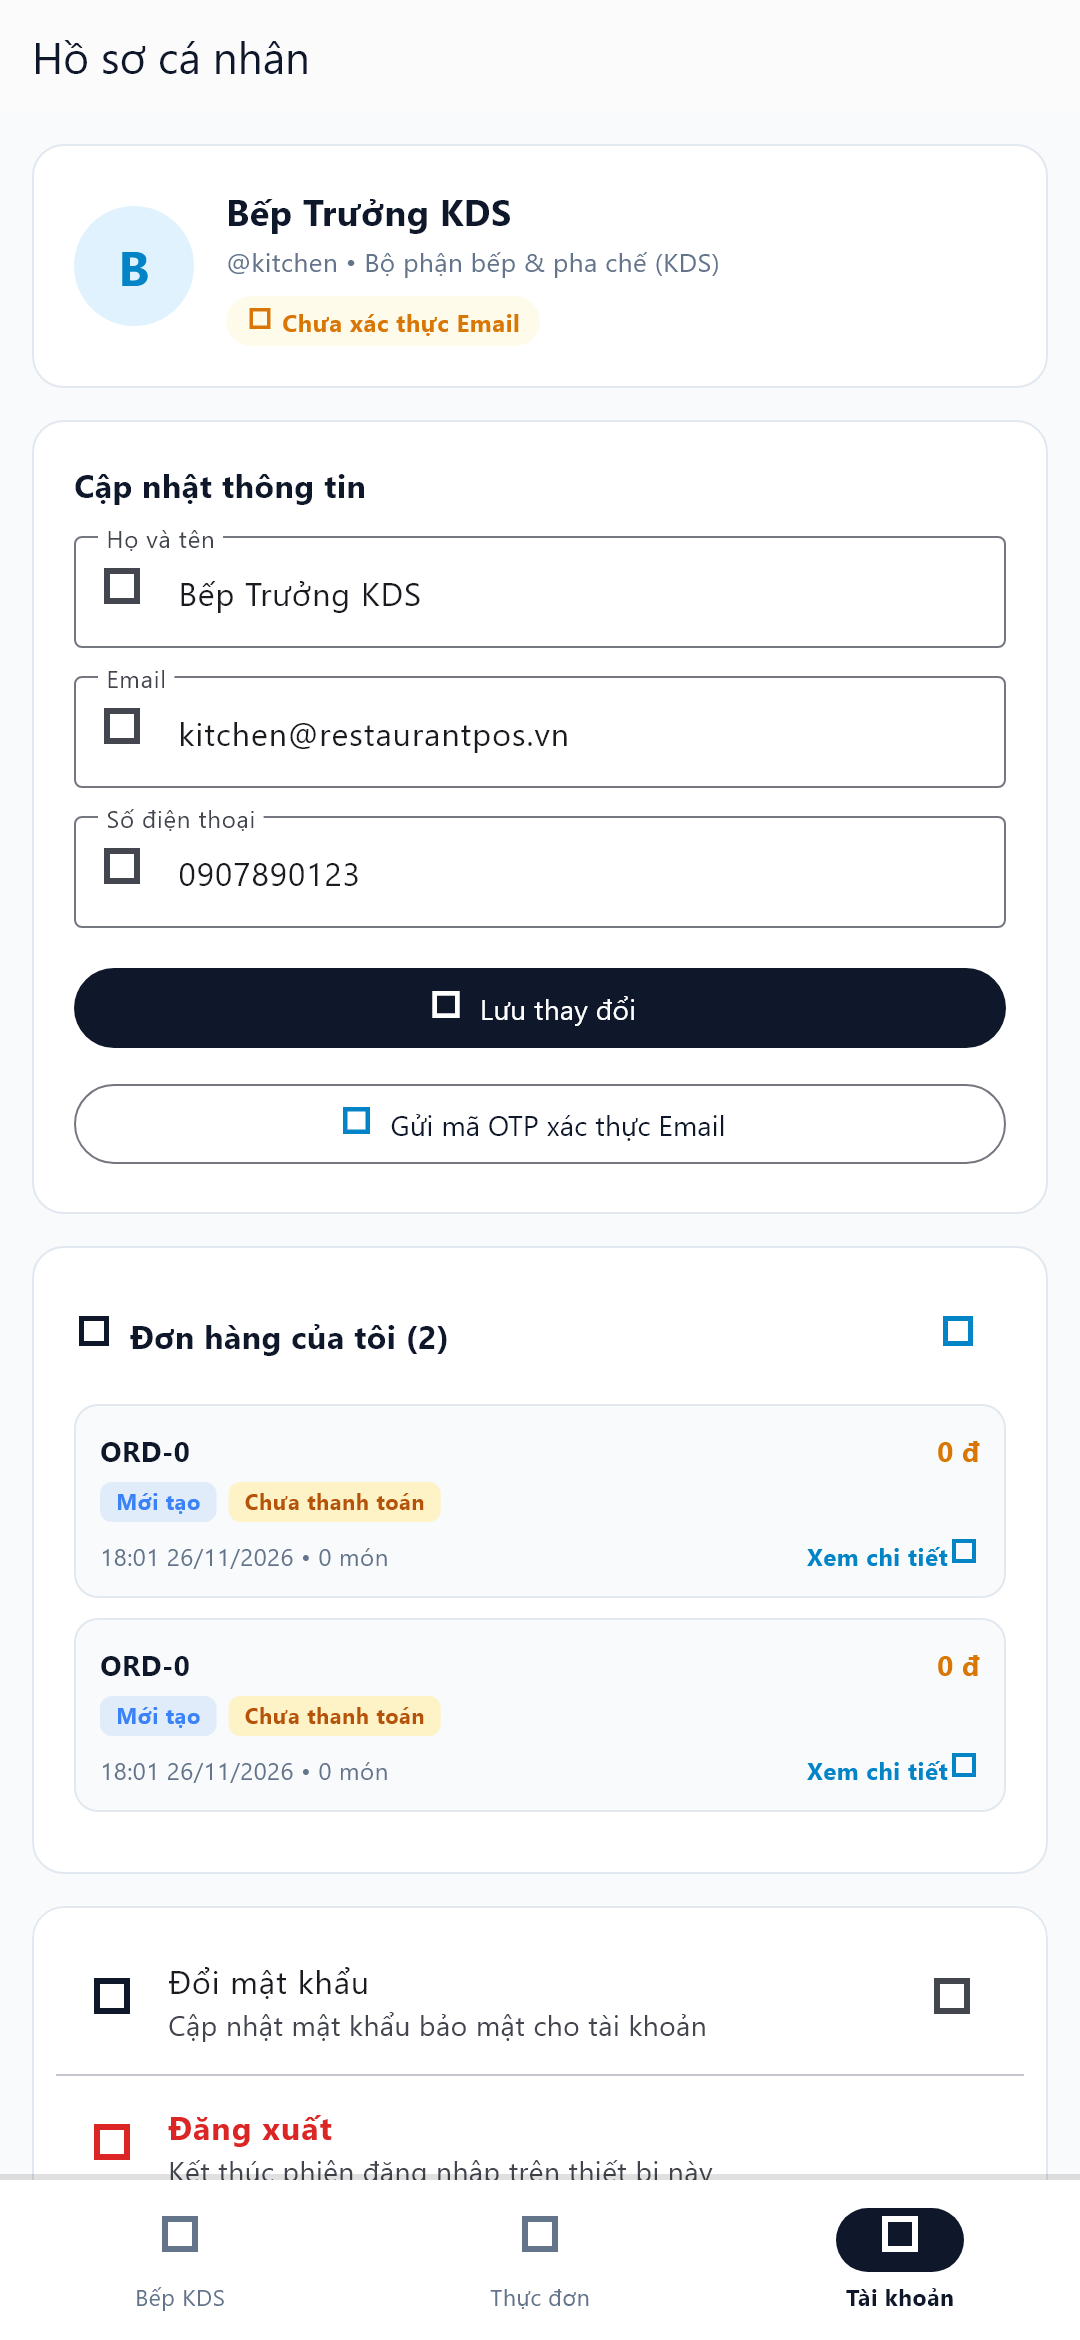 Hồ sơ cá nhân
B
Bếp Trưởng KDS
@kitchen • Bộ phận bếp & pha chế (KDS)
Chưa xác thực Email
Cập nhật thông tin
Họ và tên
Bếp Trưởng KDS
Email
kitchen@restaurantpos.vn
Số điện thoại
0907890123
Lưu thay đổi
Gửi mã OTP xác thực Email
Đơn hàng của tôi (2)
ORD-0 0 đ
Mới tạo Chưa thanh toán
18:01 26/11/2026 • 0 món Xem chi tiết
ORD-0 0 đ
Mới tạo Chưa thanh toán
18:01 26/11/2026 • 0 món Xem chi tiết
Đổi mật khẩu
Cập nhật mật khẩu bảo mật cho tài khoản
Đăng xuất
Kết thúc phiên đăng nhập trên thiết bị này
Bếp KDS Thực đơn Tài khoản